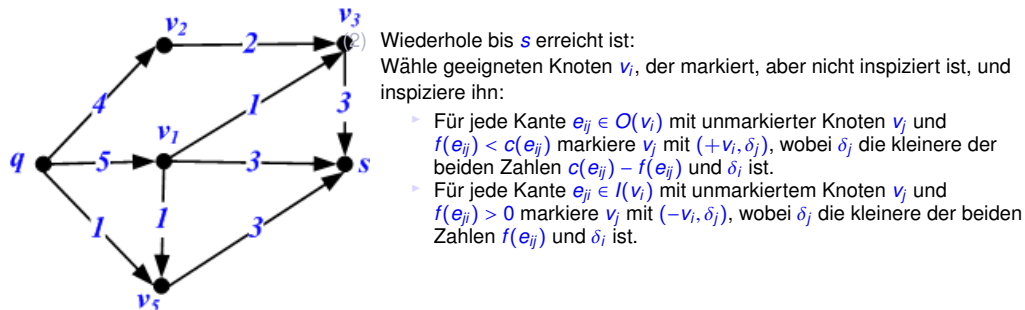 v2
v3
2
(2) Wiederhole bis s erreicht ist:
Wähle geeigneten Knoten vi, der markiert, aber nicht inspiziert ist, und
inspiziere ihn:
4
1
3
Für jede Kante eij ∈ O(vi) mit unmarkierter Knoten vj und
f(eij) < c(eij) markiere vj mit (+vi, δj), wobei δj die kleinere der
beiden Zahlen c(eij) − f(eij) und δi ist.
v1
q
5
3
s
Für jede Kante eji ∈ I(vi) mit unmarkiertem Knoten vj und
f(eji) > 0 markiere vj mit (−vi, δj), wobei δj die kleinere der beiden
Zahlen f(eij) und δi ist.
1
1
3
v5